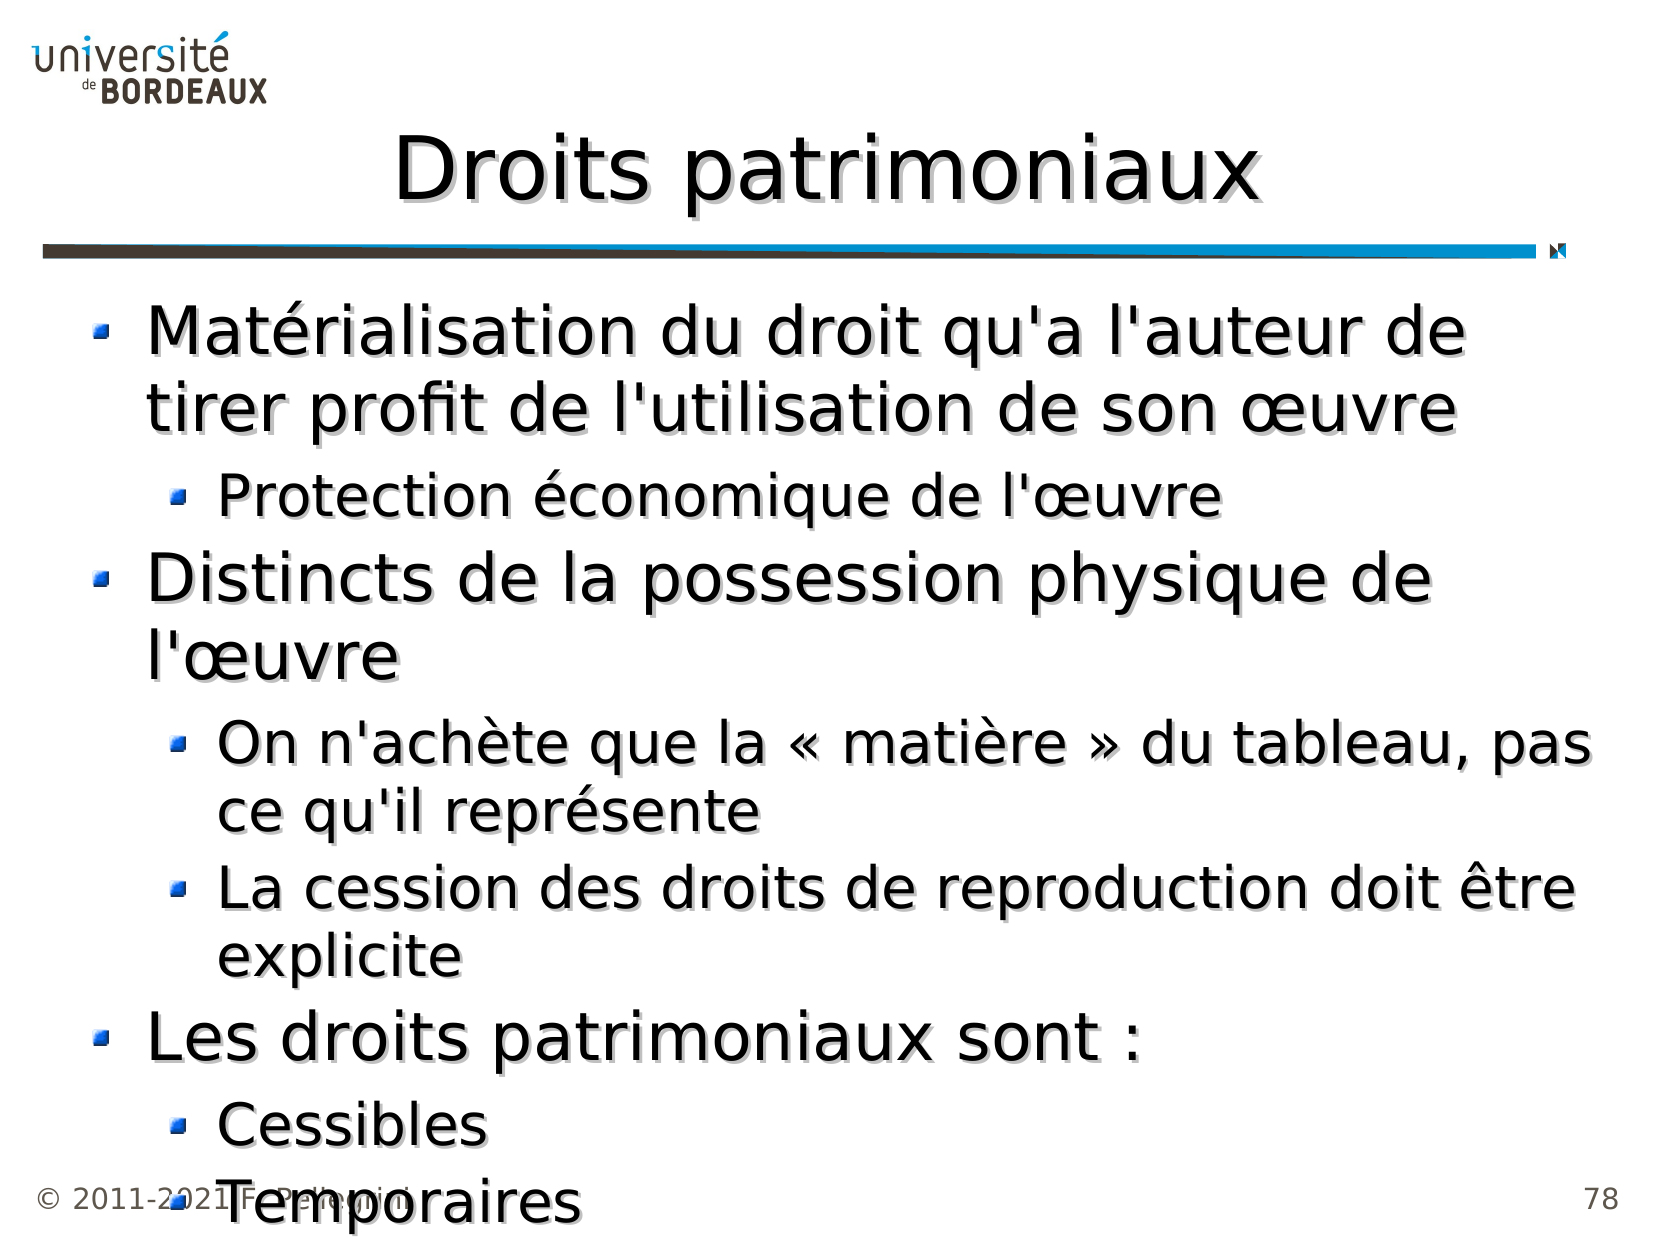 université
de BORDEAUX
Droits patrimoniaux
Matérialisation du droit qu'a l'auteur de
tirer profit de l'utilisation de son œuvre
Protection économique de l'œuvre
Distincts de la possession physique de
l'œuvre
On n'achète que la « matière » du tableau, pas
ce qu'il représente
La cession des droits de reproduction doit être
explicite
Les droits patrimoniaux sont :
Cessibles
Temporaires
© 2011-2021 F. Pellegrini
78